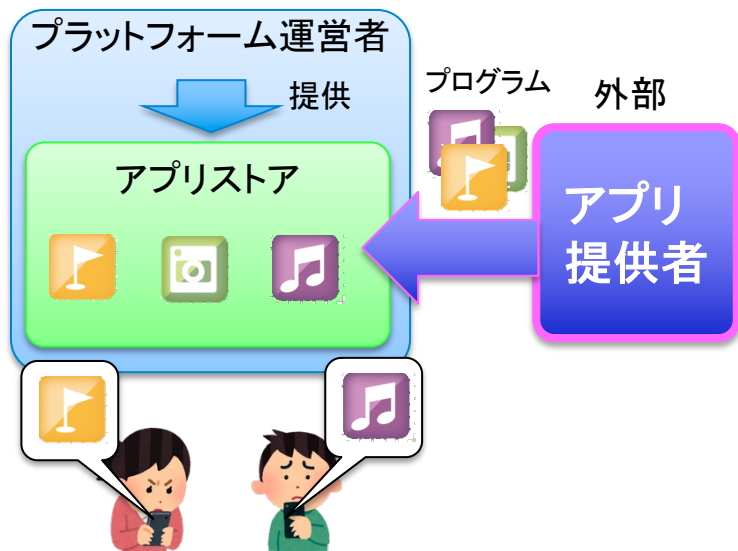 プラットフォーム運営者
提供
アプリストア
プログラム
外部
アプリ
提供者